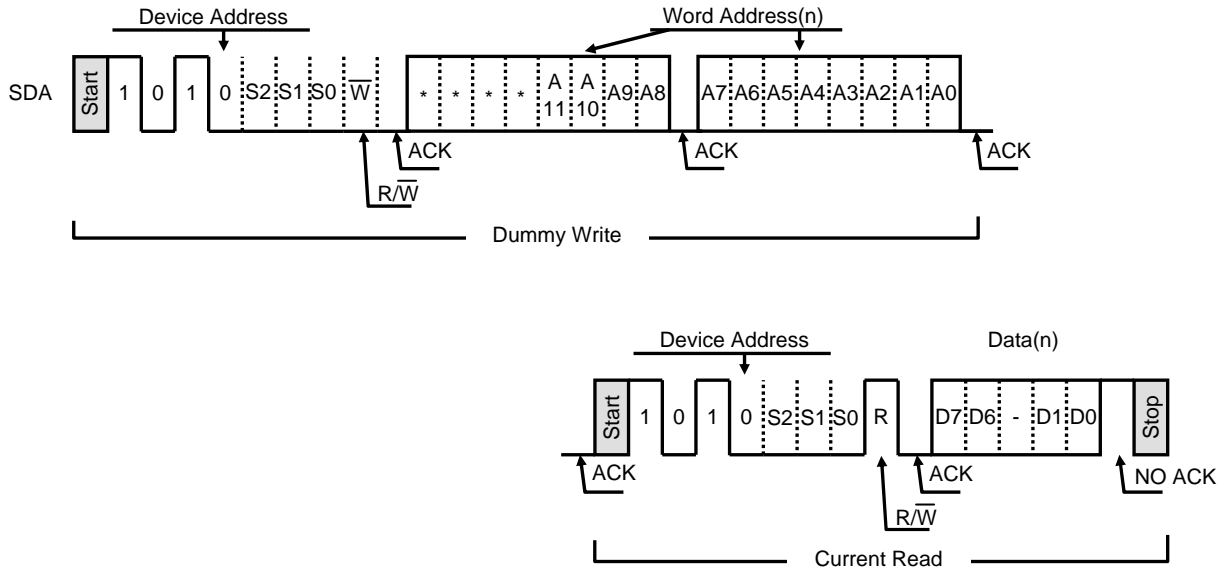 Device Address
Word Address(n)
SDA
Start 1 0 1 0 S2 S1 S0 W̅ * * * * A 11 A 10 A9 A8 A7 A6 A5 A4 A3 A2 A1 A0
ACK
ACK
ACK
R/W̅
Dummy Write
Device Address
Data(n)
Start 1 0 1 0 S2 S1 S0 R D7 D6 - D1 D0 Stop
ACK
ACK
NO ACK
R/W̅
Current Read